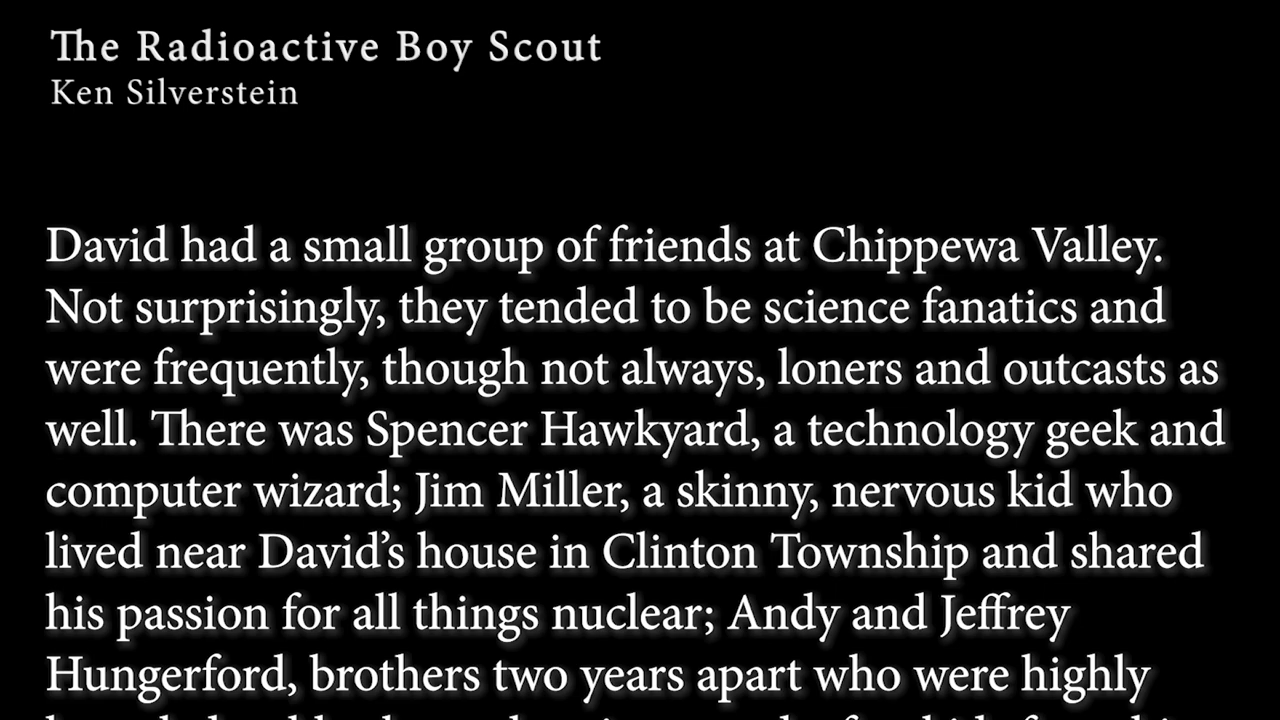 The Radioactive Boy Scout
Ken Silverstein
David had a small group of friends at Chippewa Valley.
Not surprisingly, they tended to be science fanatics and
were frequently, though not always, loners and outcasts as
well. There was Spencer Hawkyard, a technology geek and
computer wizard; Jim Miller, a skinny, nervous kid who
lived near David’s house in Clinton Township and shared
his passion for all things nuclear; Andy and Jeffrey
Hungerford, brothers two years apart who were highly